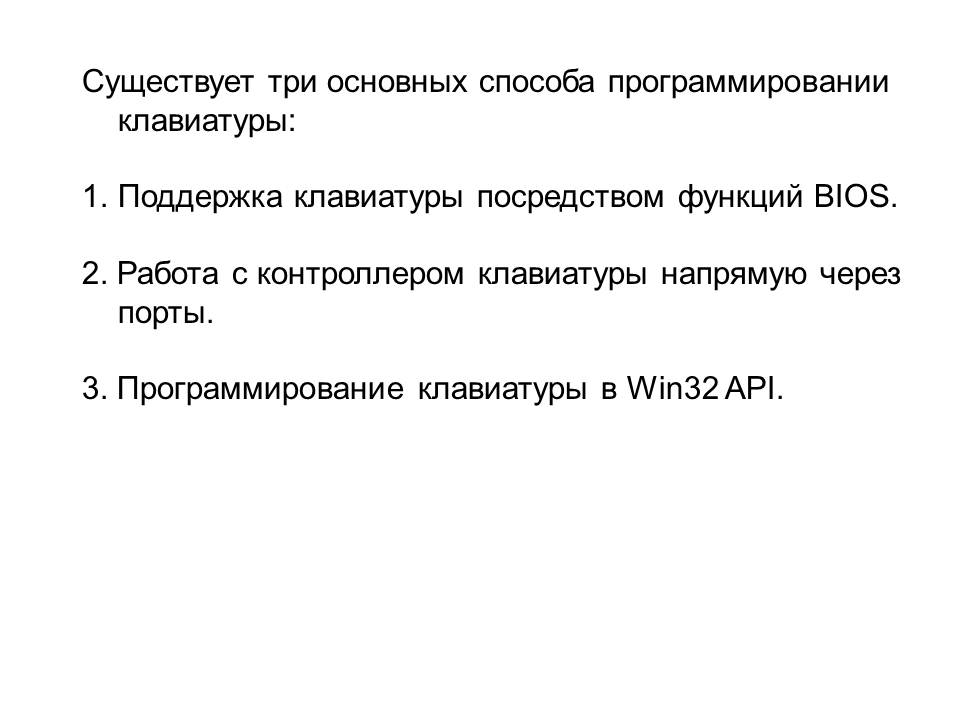 Существует три основных способа программировании
клавиатуры:
1. Поддержка клавиатуры посредством функций BIOS.
2. Работа с контроллером клавиатуры напрямую через
порты.
3. Программирование клавиатуры в Win32 API.